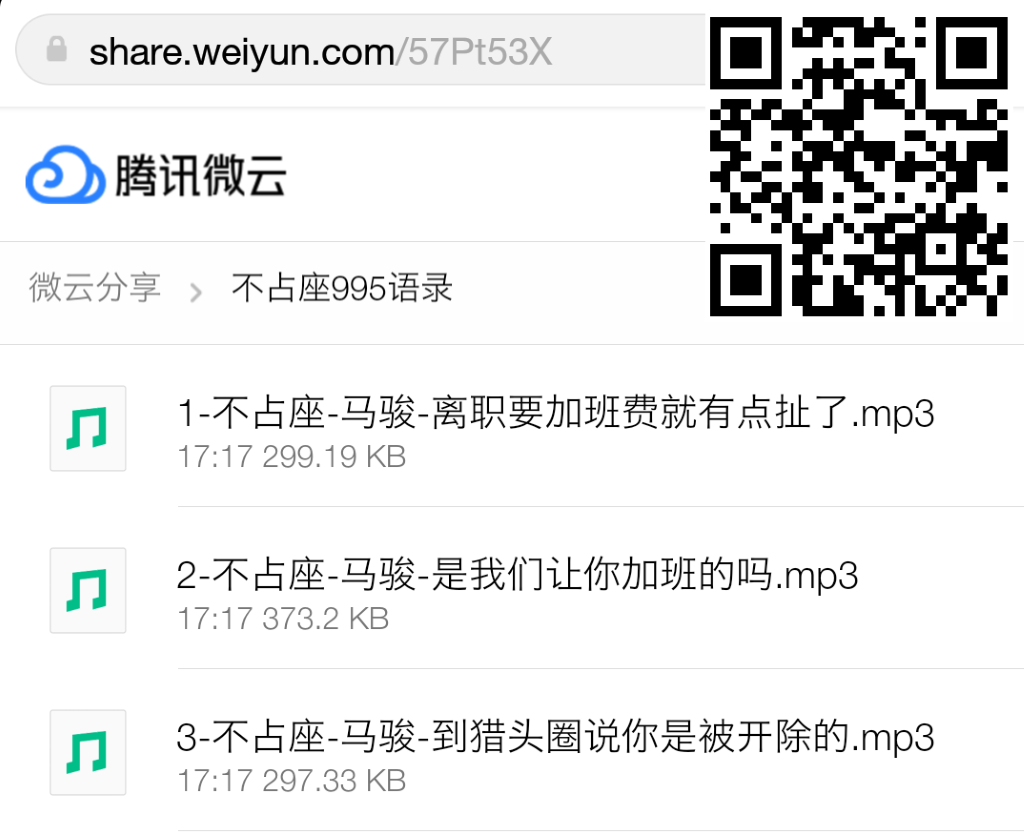 share.weiyun.com/57Pt53X
腾讯微云
微云分享 > 不占座995语录
1-不占座-马骏-离职要加班费就有点扯了.mp3
17:17 299.19 KB
2-不占座-马骏-是我们让你加班的吗.mp3
17:17 373.2 KB
3-不占座-马骏-到猎头圈说你是被开除的.mp3
17:17 297.33 KB